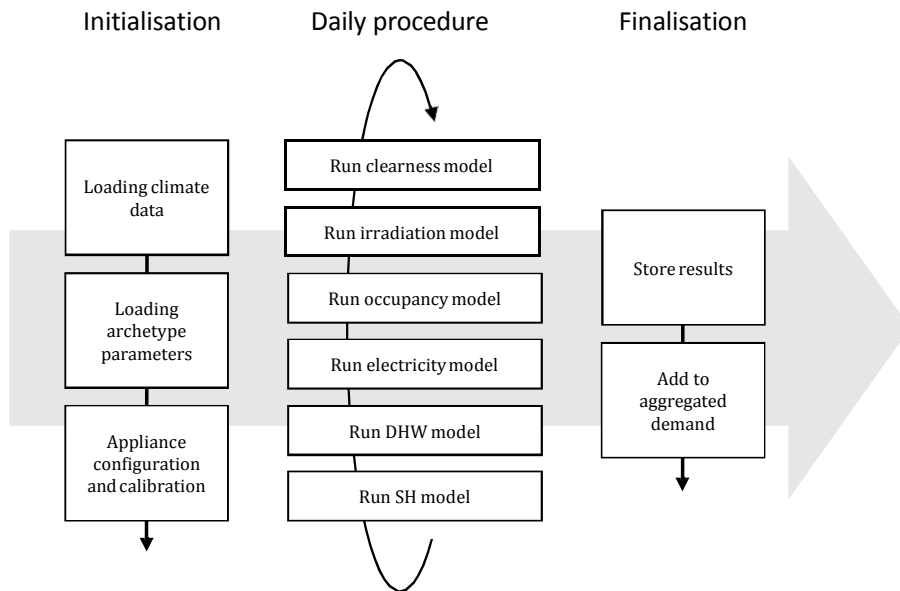 Initialisation
Daily procedure
Finalisation
Loading climate
data
Loading
archetype
parameters
Appliance
configuration
and calibration
Run clearness model
Run irradiation model
Run occupancy model
Run electricity model
Run DHW model
Run SH model
Store results
Add to
aggregated
demand